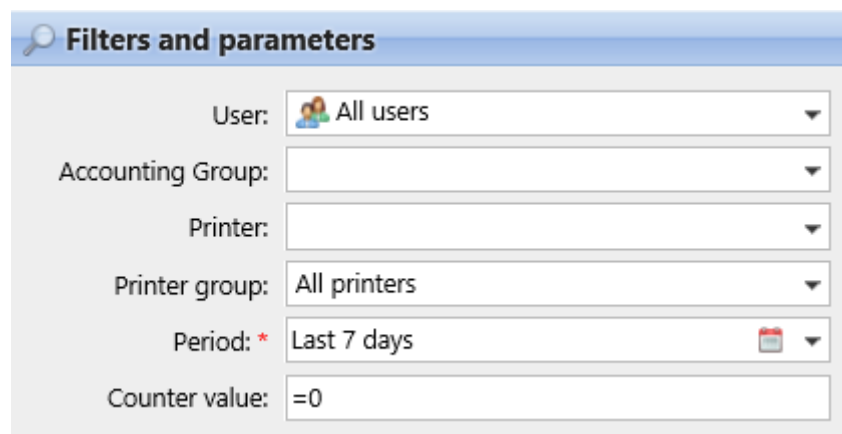 Filters and parameters
User: All users
Accounting Group:
Printer:
Printer group: All printers
Period: * Last 7 days
Counter value: =0